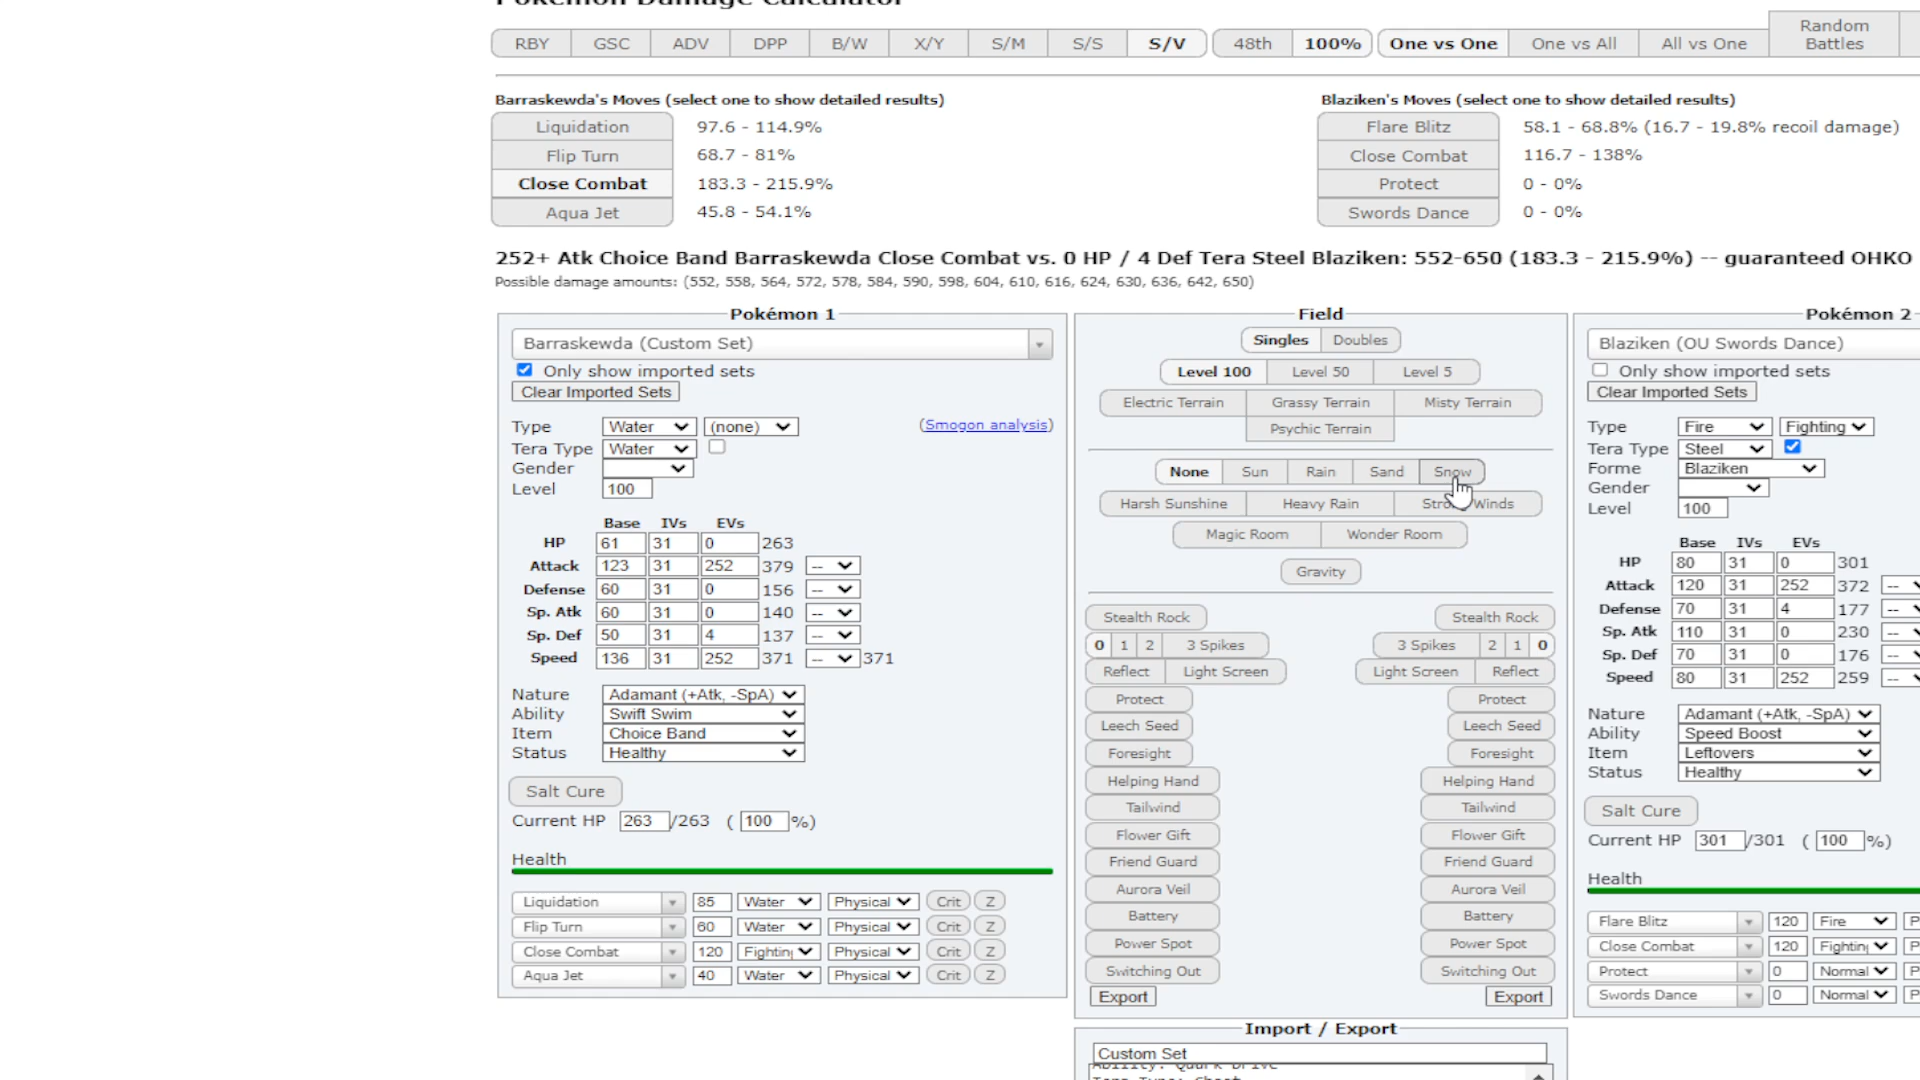 Pokémon Damage Calculator
RBY GSC ADV DPP B/W X/Y S/M S/S S/V 48th 100% One vs One One vs All All vs One Random Battles
Barraskewda's Moves (select one to show detailed results)
Liquidation 97.6 - 114.9%
Flip Turn 68.7 - 81%
Close Combat 183.3 - 215.9%
Aqua Jet 45.8 - 54.1%
Blaziken's Moves (select one to show detailed results)
Flare Blitz 58.1 - 68.8% (16.7 - 19.8% recoil damage)
Close Combat 116.7 - 138%
Protect 0 - 0%
Swords Dance 0 - 0%
252+ Atk Choice Band Barraskewda Close Combat vs. 0 HP / 4 Def Tera Steel Blaziken: 552-650 (183.3 - 215.9%) -- guaranteed OHKO
Possible damage amounts: (552, 558, 564, 572, 578, 584, 590, 598, 604, 610, 616, 624, 630, 636, 642, 650)
Pokémon 1
Barraskewda (Custom Set)
Only show imported sets
Clear Imported Sets
Type Water (none) (Smogon analysis)
Tera Type Water
Gender
Level 100
Base IVs EVs
HP 61 31 0 263
Attack 123 31 252 379 --
Defense 60 31 0 156 --
Sp. Atk 60 31 0 140 --
Sp. Def 50 31 4 137 --
Speed 136 31 252 371 -- 371
Nature Adamant (+Atk, -SpA)
Ability Swift Swim
Item Choice Band
Status Healthy
Salt Cure
Current HP 263 /263 ( 100 %)
Health
Liquidation 85 Water Physical Crit Z
Flip Turn 60 Water Physical Crit Z
Close Combat 120 Fighting Physical Crit Z
Aqua Jet 40 Water Physical Crit Z
Field
Singles Doubles
Level 100 Level 50 Level 5
Electric Terrain Grassy Terrain Misty Terrain
Psychic Terrain
None Sun Rain Sand Snow
Harsh Sunshine Heavy Rain Strong Winds
Magic Room Wonder Room
Gravity
Stealth Rock Stealth Rock
0 1 2 3 Spikes 3 Spikes 2 1 0
Reflect Light Screen Light Screen Reflect
Protect Protect
Leech Seed Leech Seed
Foresight Foresight
Helping Hand Helping Hand
Tailwind Tailwind
Flower Gift Flower Gift
Friend Guard Friend Guard
Aurora Veil Aurora Veil
Battery Battery
Power Spot Power Spot
Switching Out Switching Out
Export Export
Import / Export
Custom Set
Ability: Quark Drive
Tera Type: Ghost
Pokémon 2
Blaziken (OU Swords Dance)
Only show imported sets
Clear Imported Sets
Type Fire Fighting
Tera Type Steel
Forme Blaziken
Gender
Level 100
Base IVs EVs
HP 80 31 0 301
Attack 120 31 252 372 --
Defense 70 31 4 177 --
Sp. Atk 110 31 0 230 --
Sp. Def 70 31 0 176 --
Speed 80 31 252 259 --
Nature Adamant (+Atk, -SpA)
Ability Speed Boost
Item Leftovers
Status Healthy
Salt Cure
Current HP 301 /301 ( 100 %)
Health
Flare Blitz 120 Fire P
Close Combat 120 Fighting P
Protect 0 Normal P
Swords Dance 0 Normal P